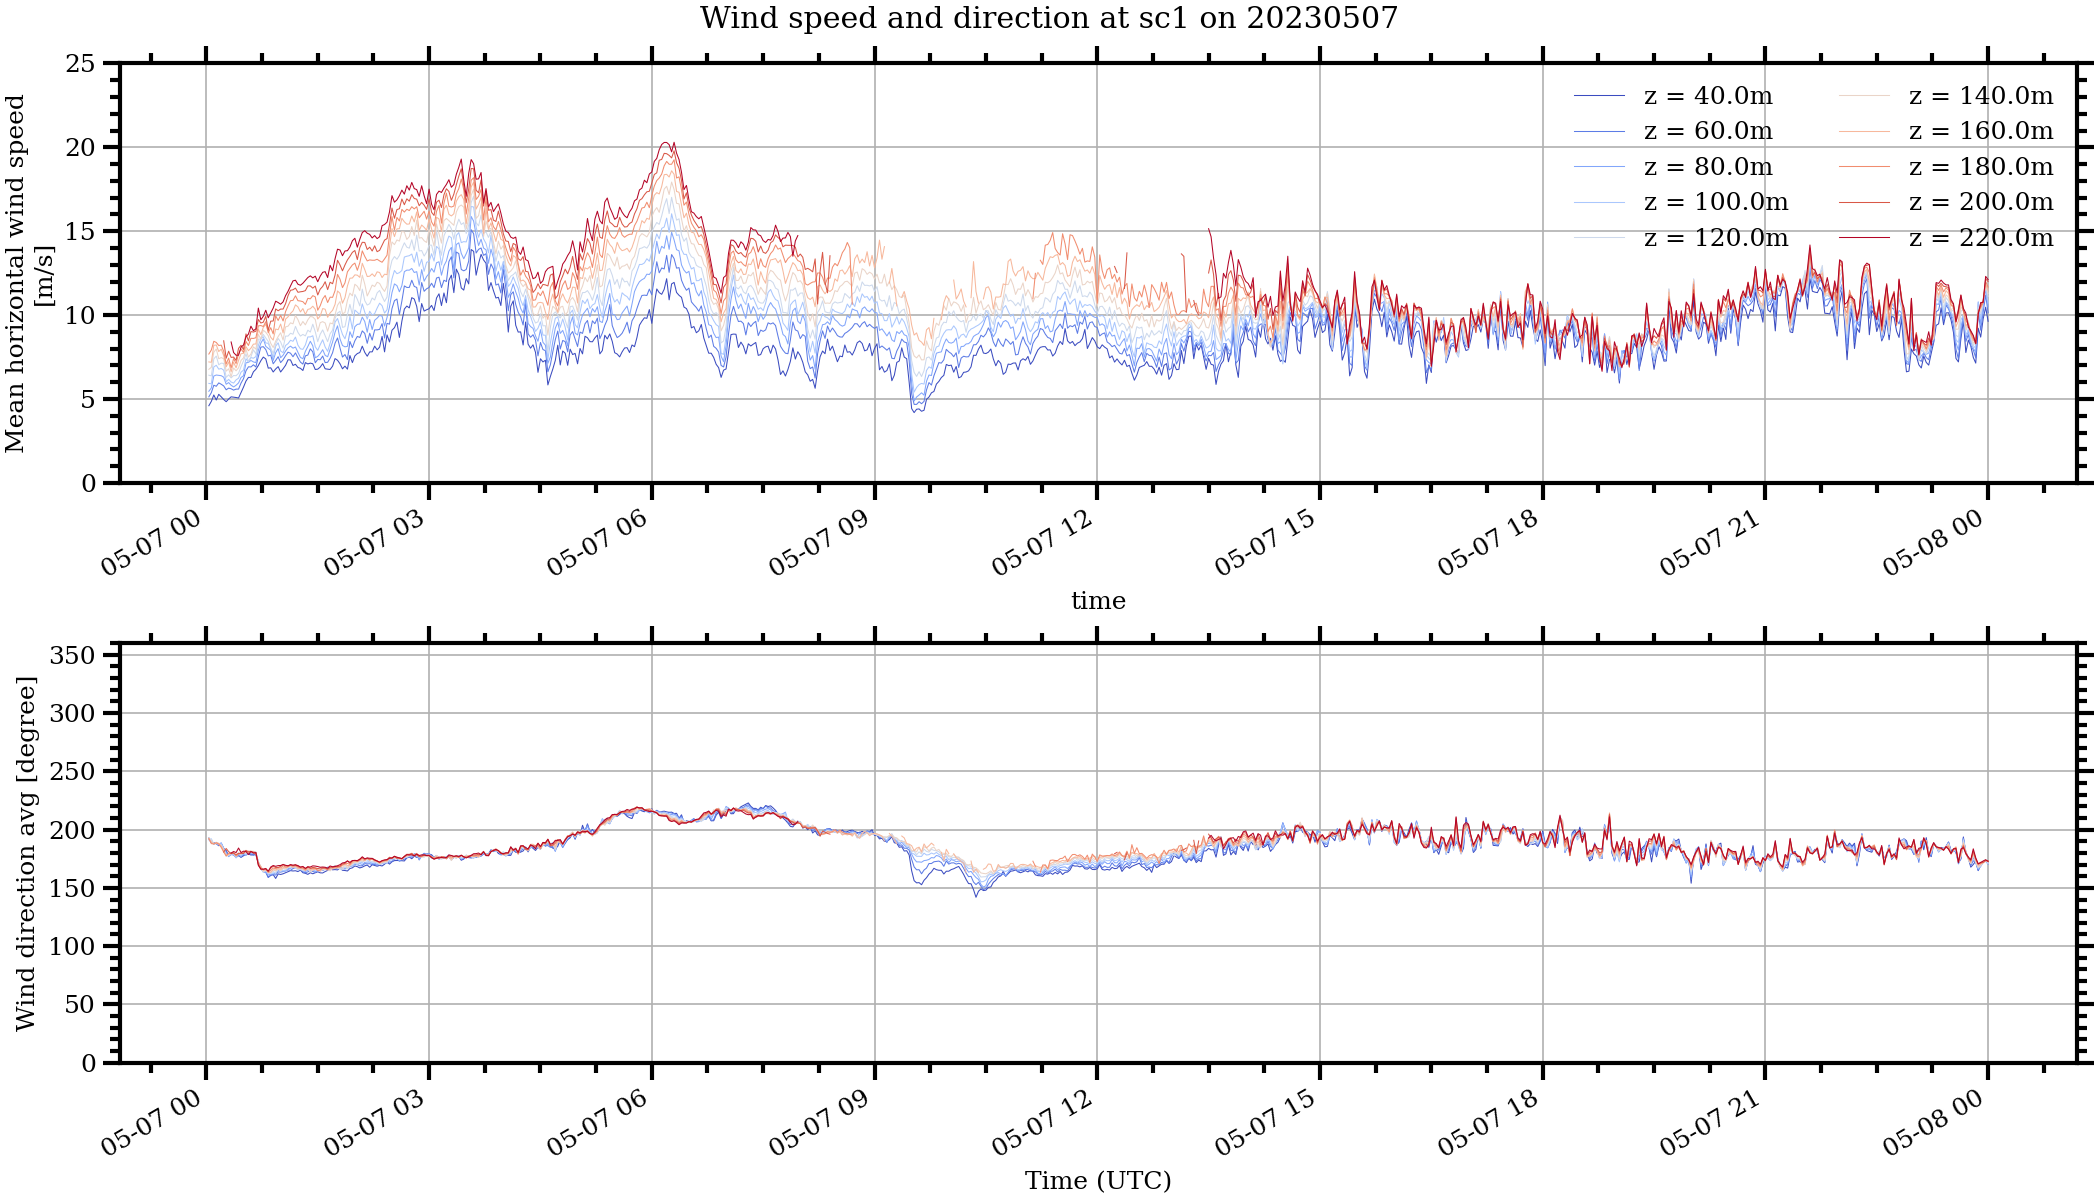 Wind speed and direction at sc1 on 20230507
Mean horizontal wind speed
[m/s]
25
20
15
10
5
0
z = 40.0m
z = 60.0m
z = 80.0m
z = 100.0m
z = 120.0m
z = 140.0m
z = 160.0m
z = 180.0m
z = 200.0m
z = 220.0m
05-07 00
05-07 03
05-07 06
05-07 09
05-07 12
05-07 15
05-07 18
05-07 21
05-08 00
time
Wind direction avg [degree]
350
300
250
200
150
100
50
0
05-07 00
05-07 03
05-07 06
05-07 09
05-07 12
05-07 15
05-07 18
05-07 21
05-08 00
Time (UTC)